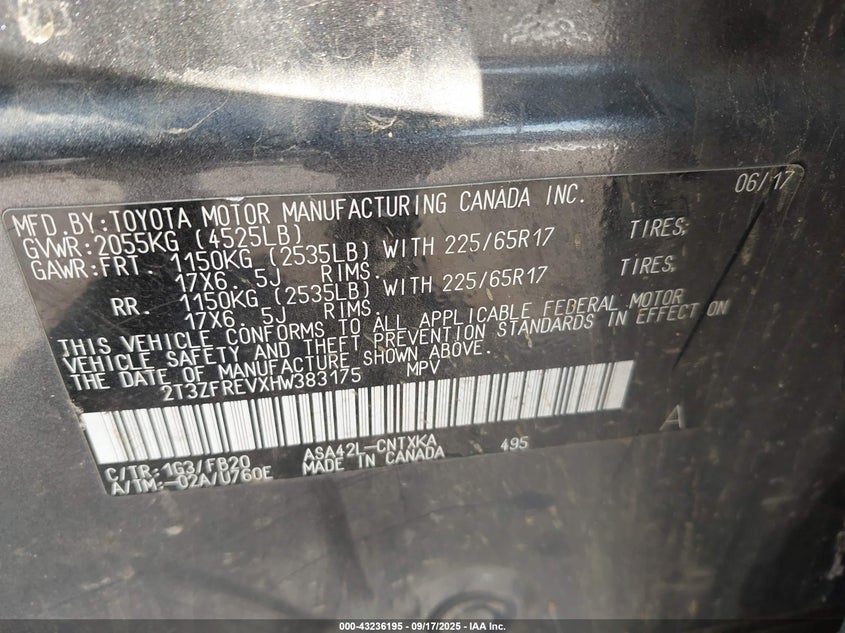 06/17
MFD.BY:TOYOTA MOTOR MANUFACTURING CANADA INC.
GVWR:2055KG (4525LB)
GAWR:FRT. 1150KG (2535LB) WITH 225/65R17 TIRES.
17X6. 5J RIMS.
RR. 1150KG (2535LB) WITH 225/65R17 TIRES.
17X6. 5J RIMS.
THIS VEHICLE CONFORMS TO ALL APPLICABLE FEDERAL MOTOR
VEHICLE SAFETY AND THEFT PREVENTION STANDARDS IN EFFECT ON
THE DATE OF MANUFACTURE SHOWN ABOVE.
2T3ZFREVXHW383175 MPV
A
C/TR:1G3/FB20 ASA42L-CNTXKA 495
A/TM:-02A/U760E MADE IN CANADA
000-43236195 - 09/17/2025 - IAA Inc.